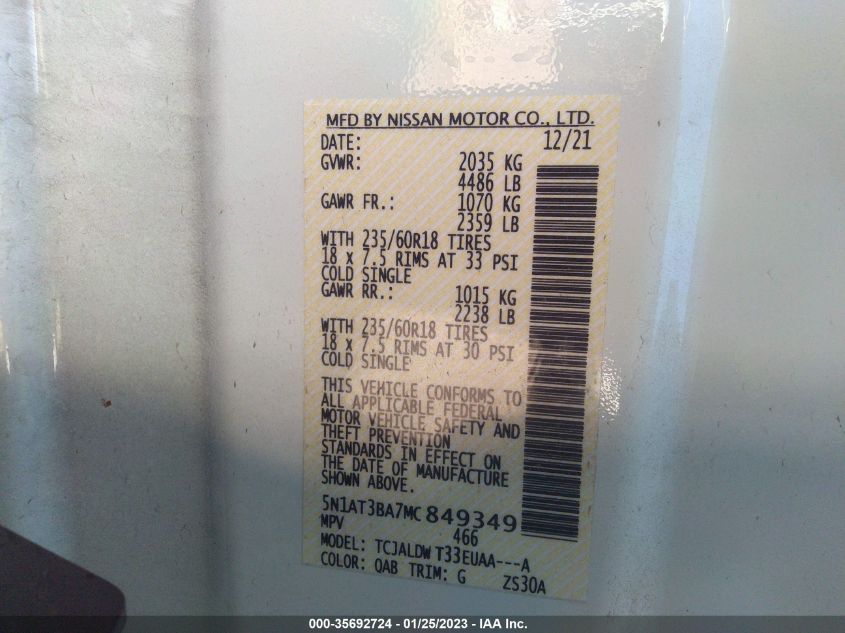 MFD BY NISSAN MOTOR CO., LTD.
DATE: 12/21
GVWR: 2035 KG
4486 LB
GAWR FR.: 1070 KG
2359 LB
WITH 235/60R18 TIRES
18 x 7.5 RIMS AT 33 PSI
COLD SINGLE
GAWR RR.: 1015 KG
2238 LB
WITH 235/60R18 TIRES
18 x 7.5 RIMS AT 30 PSI
COLD SINGLE
THIS VEHICLE CONFORMS TO
ALL APPLICABLE FEDERAL
MOTOR VEHICLE SAFETY AND
THEFT PREVENTION
STANDARDS IN EFFECT ON
THE DATE OF MANUFACTURE
SHOWN ABOVE.
5N1AT3BA7MC849349
MPV 466
MODEL: TCJALDW T33EUAA---A
COLOR: QAB TRIM: G ZS30A
000-35692724 - 01/25/2023 - IAA Inc.